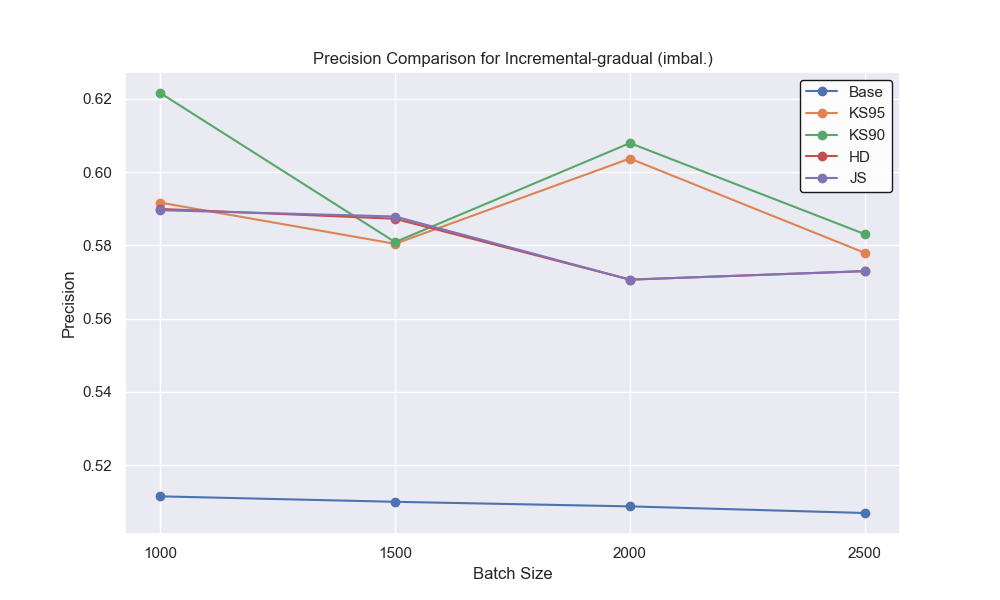 Precision Comparison for Incremental-gradual (imbal.)
Base
KS95
KS90
HD
JS
0.62
0.60
0.58
0.56
0.54
0.52
Precision
1000
1500
2000
2500
Batch Size